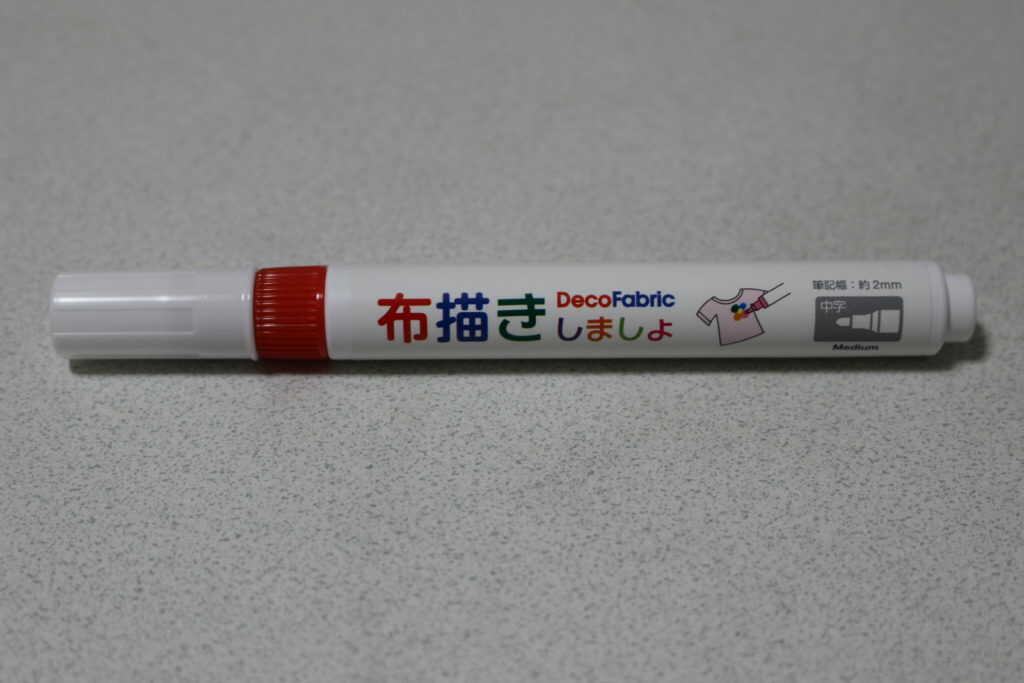 布描き
DecoFabric
しましょ
筆記幅：約2mm
中字
Medium